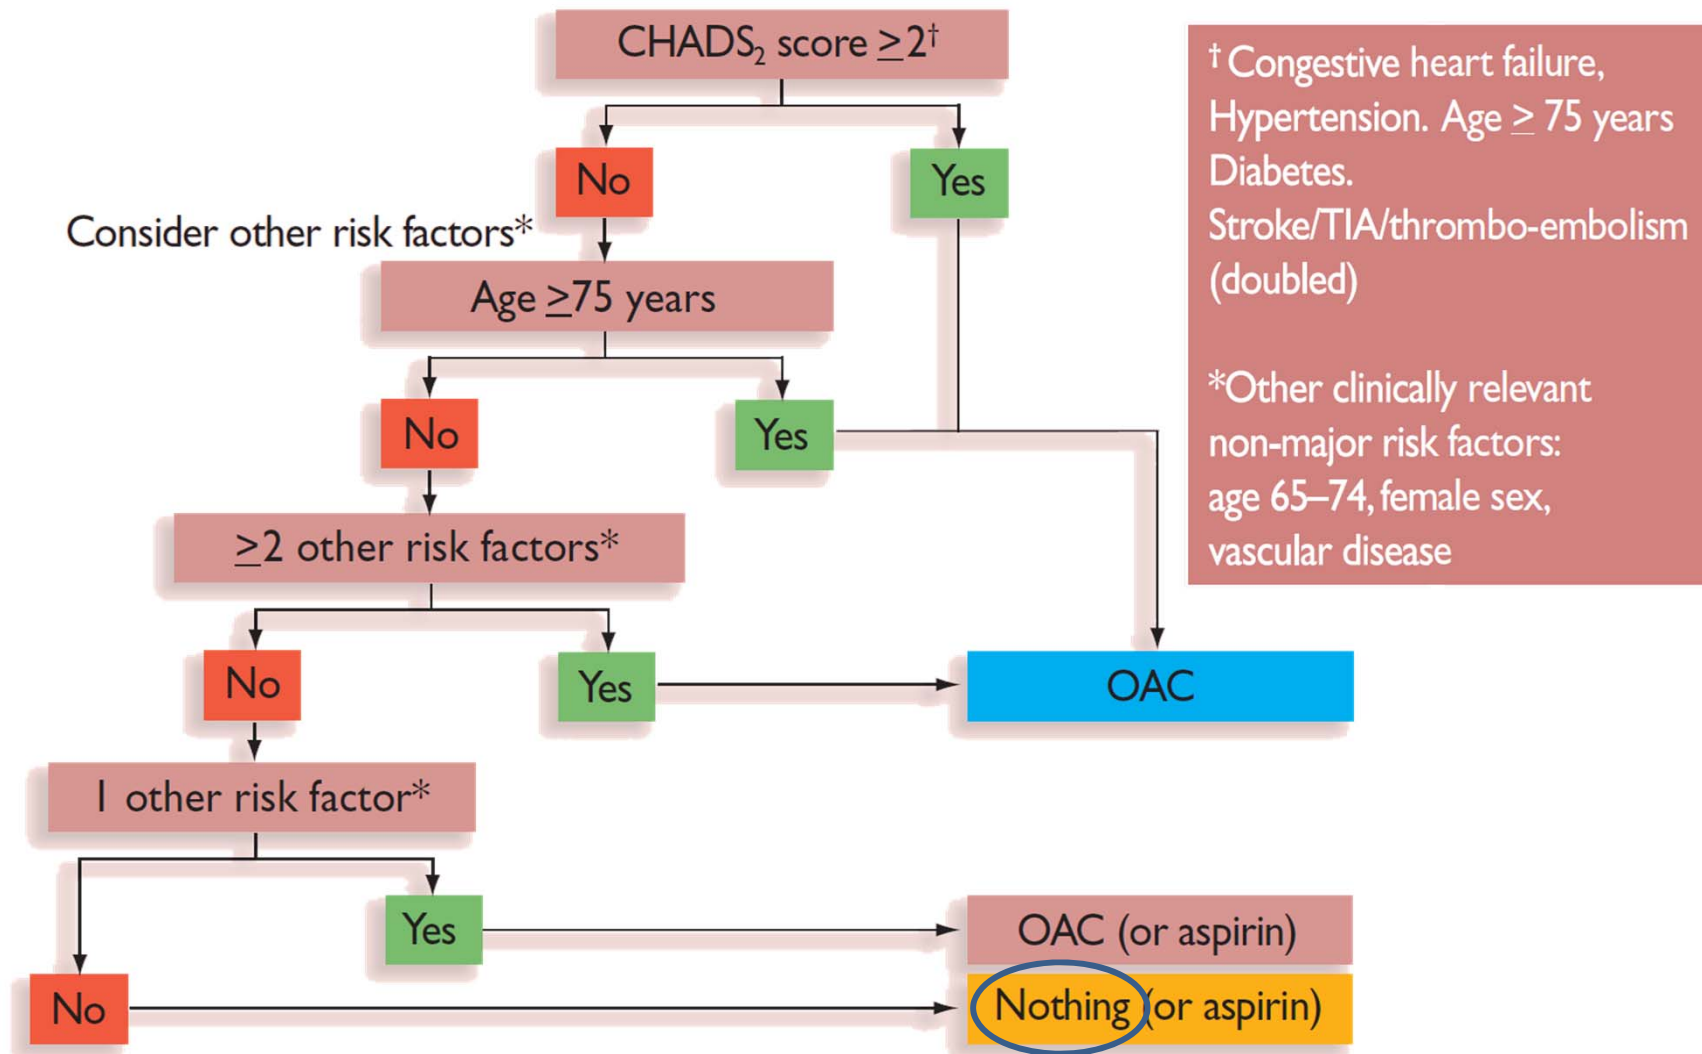 CHADS₂ score ≥2†
No
Yes
Consider other risk factors*
Age ≥75 years
No
Yes
≥2 other risk factors*
No
Yes
OAC
1 other risk factor*
Yes
OAC (or aspirin)
No
Nothing (or aspirin)
† Congestive heart failure,
Hypertension. Age ≥ 75 years
Diabetes.
Stroke/TIA/thrombo-embolism
(doubled)
*Other clinically relevant
non-major risk factors:
age 65–74, female sex,
vascular disease